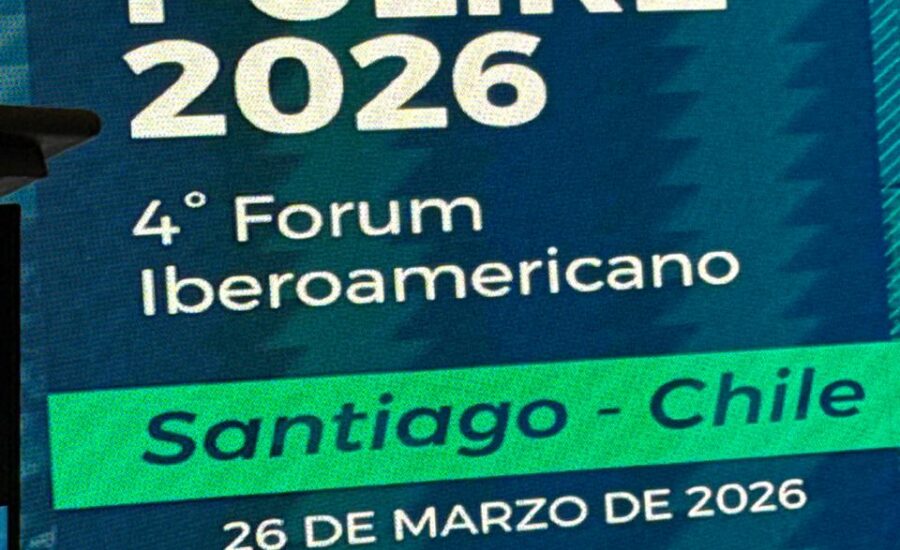 2026
4° Forum
Iberoamericano
Santiago - Chile
26 DE MARZO DE 2026